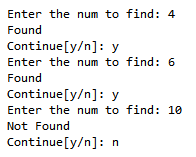 Enter the num to find: 4
Found
Continue[y/n]: y
Enter the num to find: 6
Found
Continue[y/n]: y
Enter the num to find: 10
Not Found
Continue[y/n]: n